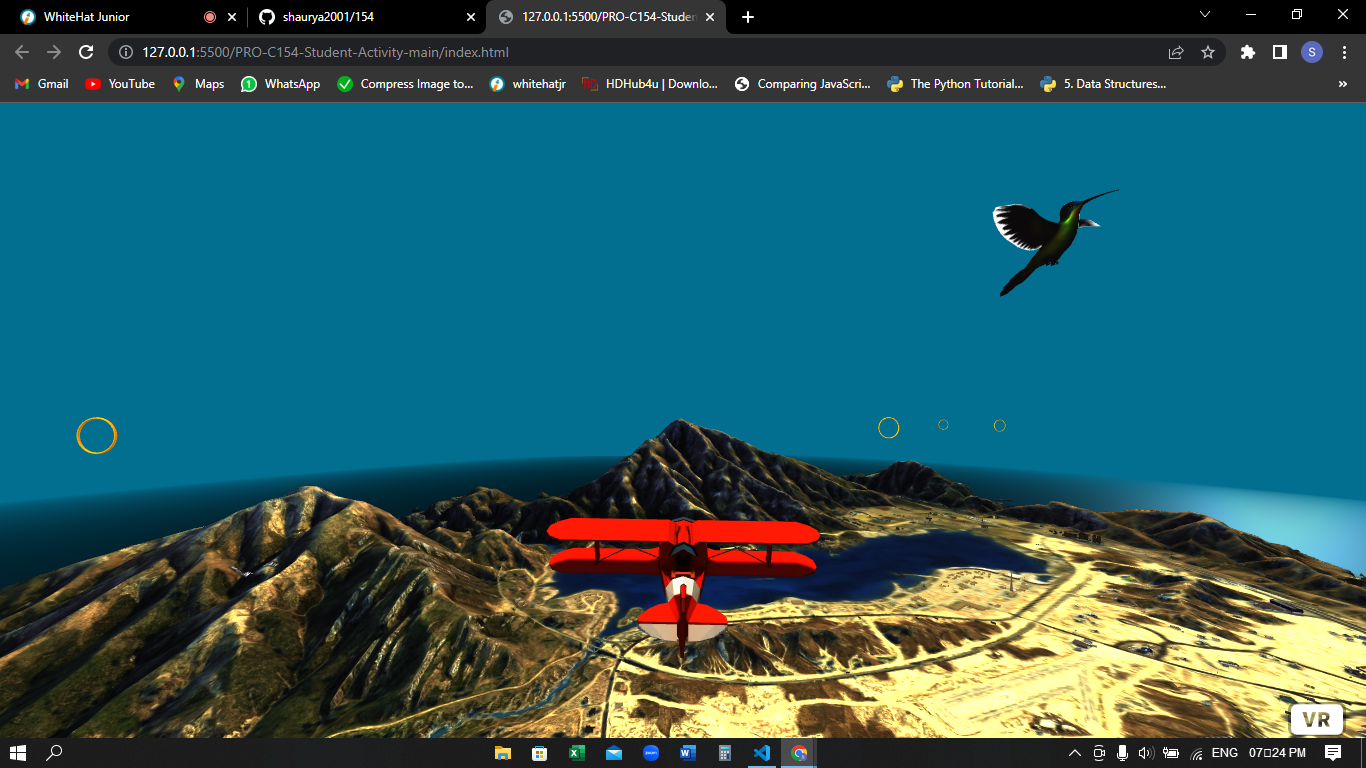 WhiteHat Junior
shaurya2001/154
127.0.0.1:5500/PRO-C154-Studen
127.0.0.1:5500/PRO-C154-Student-Activity-main/index.html
S
Gmail
YouTube
Maps
1
WhatsApp
Compress Image to...
whitehatjr
HDHub4u | Downlo...
Comparing JavaScri...
The Python Tutorial...
5. Data Structures...
VR
ENG
07▯24 PM